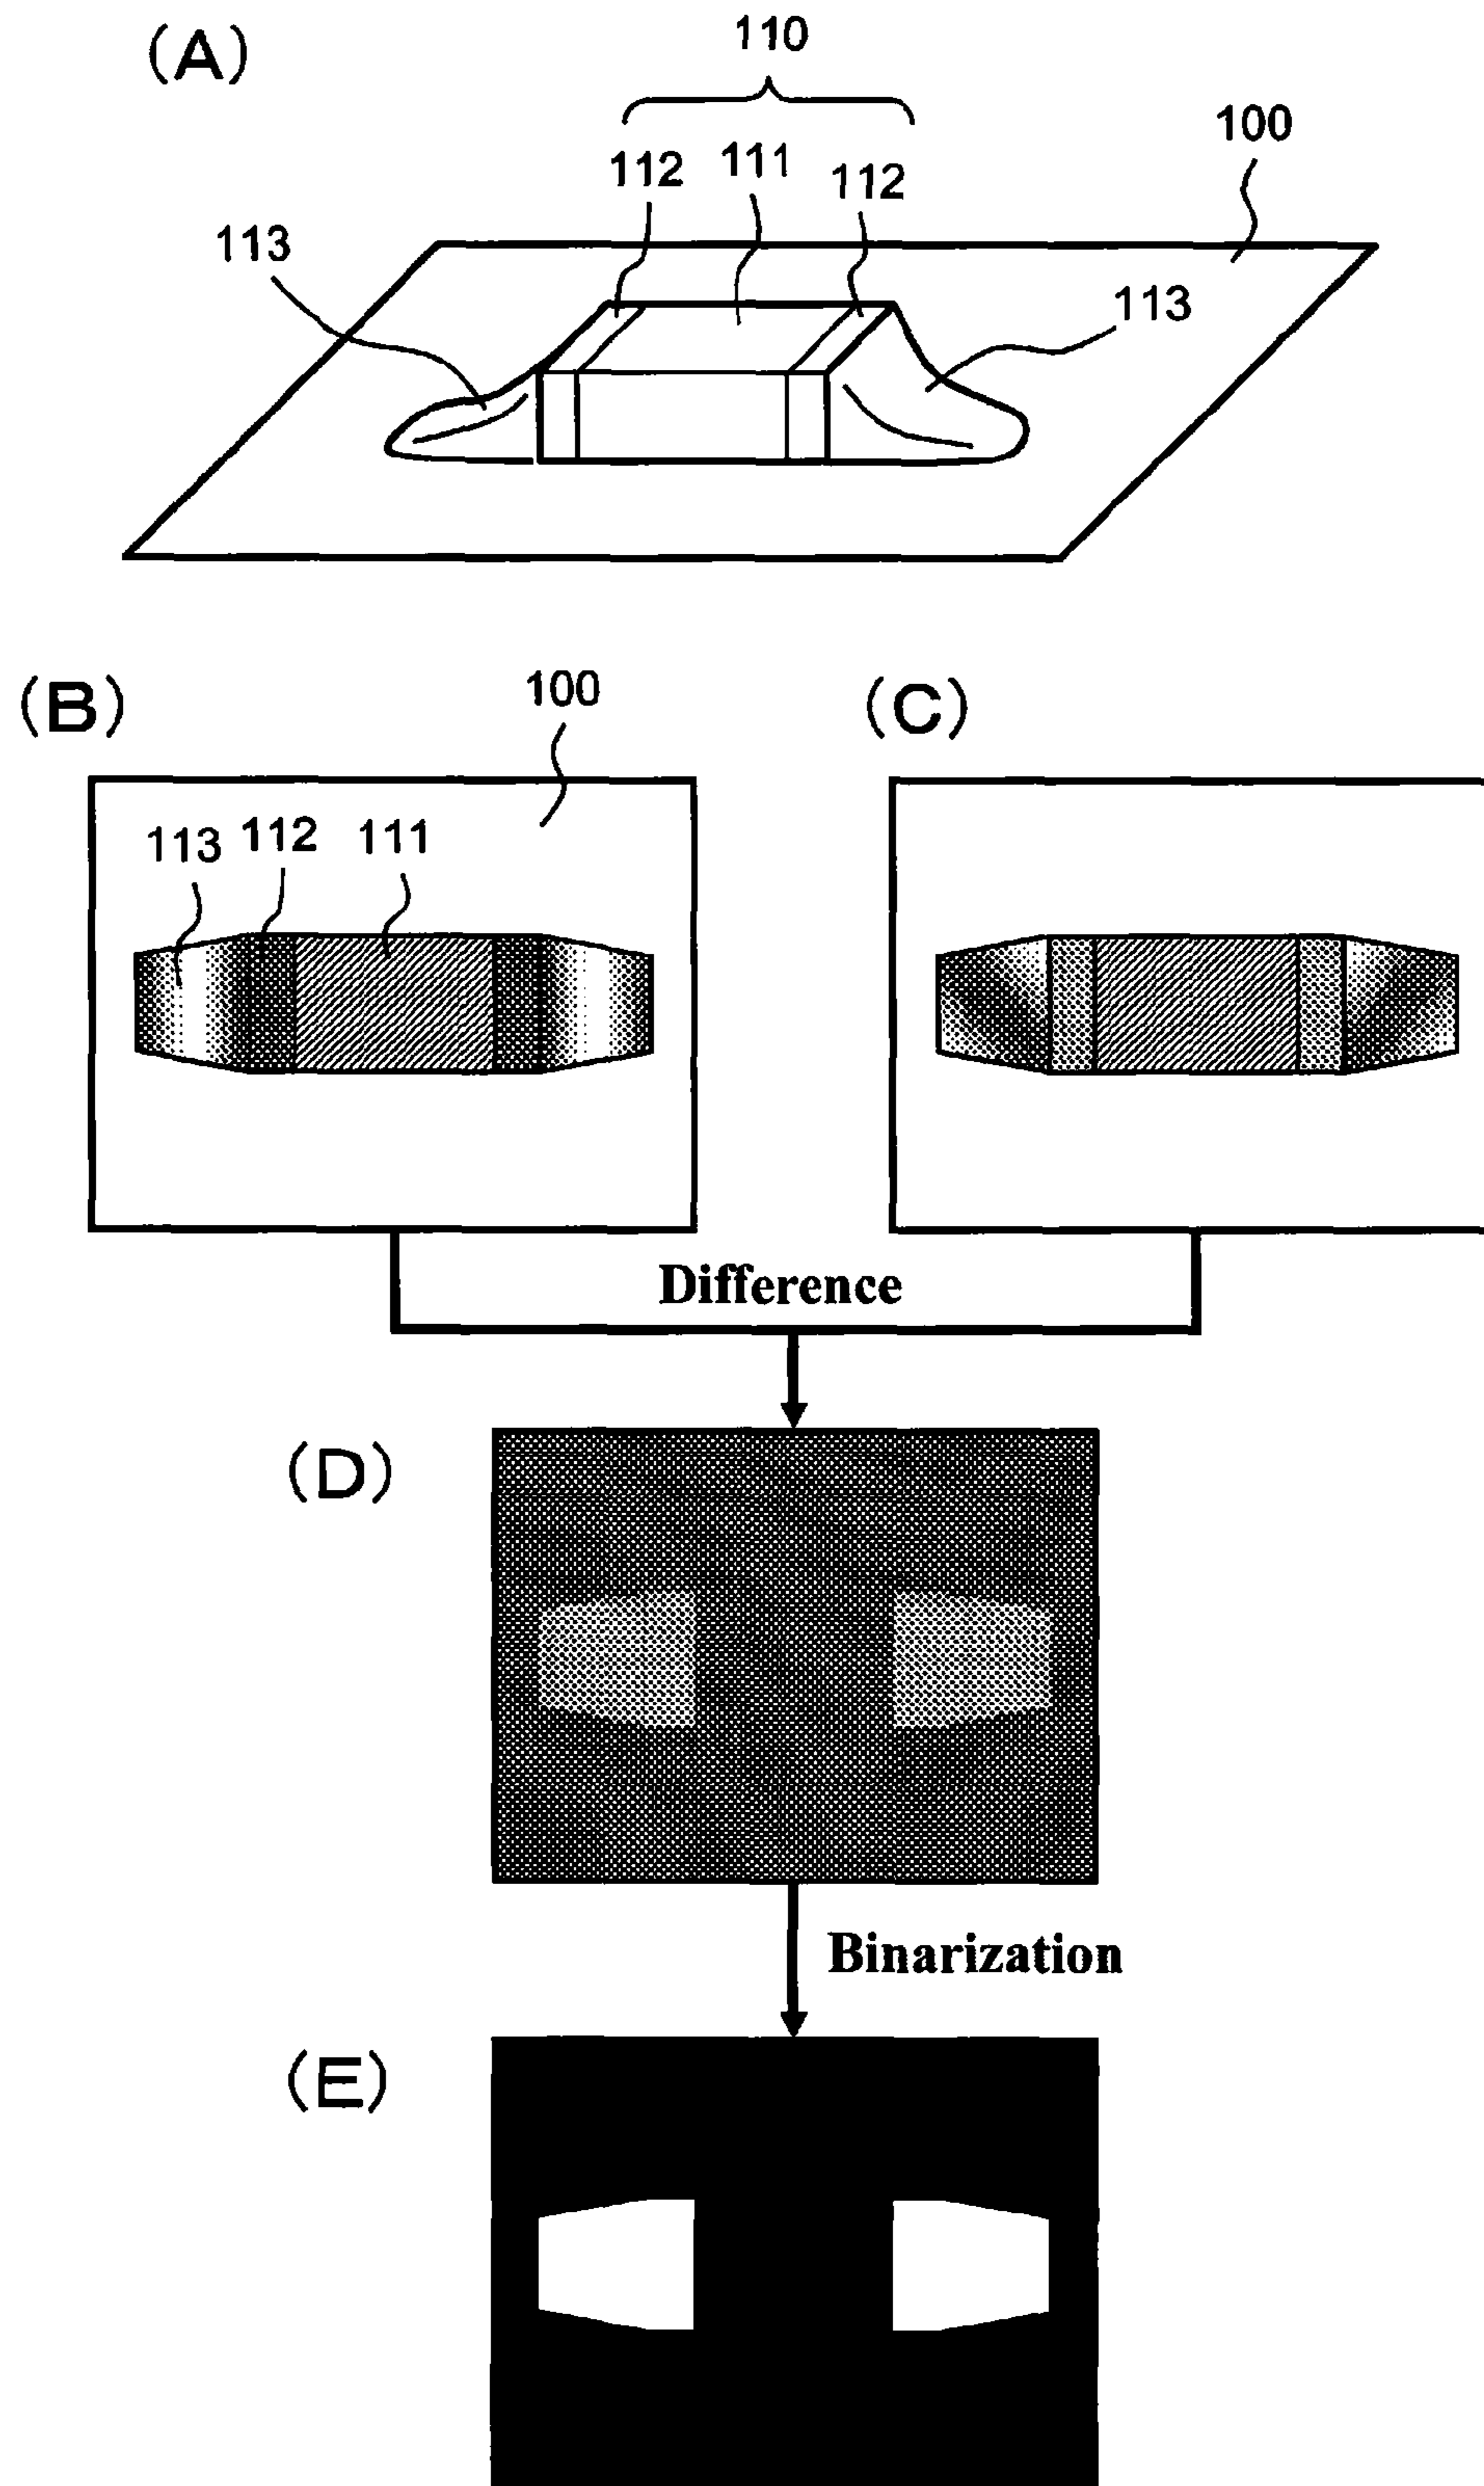 (A)
110
112 111 112 100
113 113
(B) 100 (C)
113 112 111
Difference
(D)
Binarization
(E)